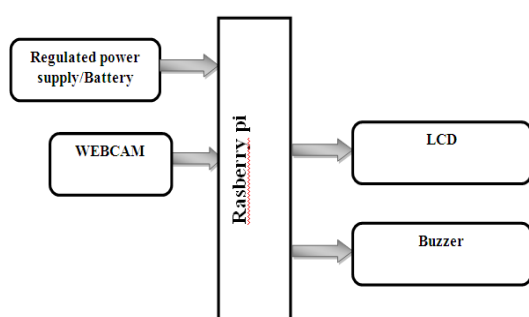 Regulated power
supply/Battery
WEBCAM
Rasberry pi
LCD
Buzzer